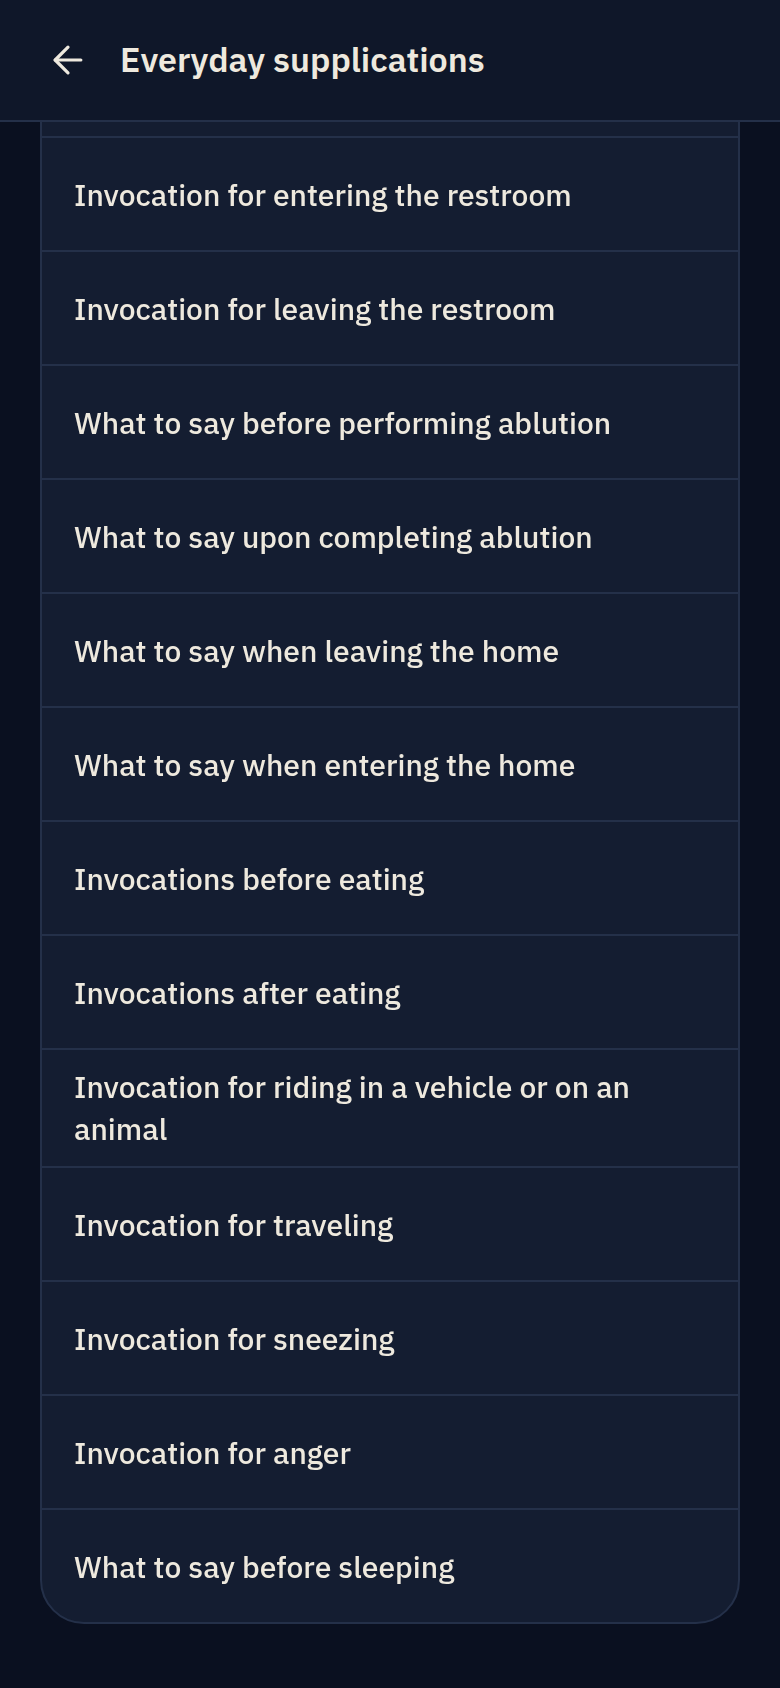 Everyday supplications
Invocation for entering the restroom
Invocation for leaving the restroom
What to say before performing ablution
What to say upon completing ablution
What to say when leaving the home
What to say when entering the home
Invocations before eating
Invocations after eating
Invocation for riding in a vehicle or on an
animal
Invocation for traveling
Invocation for sneezing
Invocation for anger
What to say before sleeping